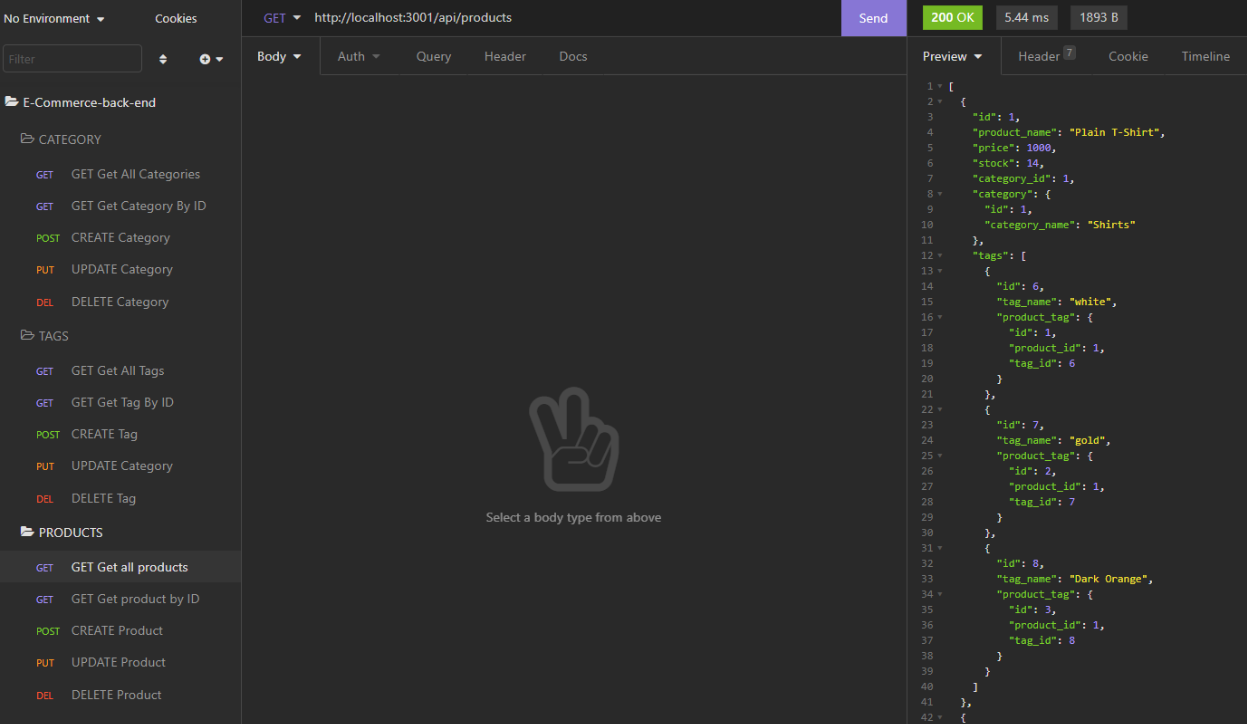 No Environment
Cookies
Filter
E-Commerce-back-end
CATEGORY
GET GET Get All Categories
GET GET Get Category By ID
POST CREATE Category
PUT UPDATE Category
DEL DELETE Category
TAGS
GET GET Get All Tags
GET GET Get Tag By ID
POST CREATE Tag
PUT UPDATE Category
DEL DELETE Tag
PRODUCTS
GET GET Get all products
GET GET Get product by ID
POST CREATE Product
PUT UPDATE Product
DEL DELETE Product
GET http://localhost:3001/api/products Send
Body Auth Query Header Docs
Select a body type from above
200 OK 5.44 ms 1893 B
Preview Header 7 Cookie Timeline
1 [
2 {
3 "id": 1,
4 "product_name": "Plain T-Shirt",
5 "price": 1000,
6 "stock": 14,
7 "category_id": 1,
8 "category": {
9 "id": 1,
10 "category_name": "Shirts"
11 },
12 "tags": [
13 {
14 "id": 6,
15 "tag_name": "white",
16 "product_tag": {
17 "id": 1,
18 "product_id": 1,
19 "tag_id": 6
20 }
21 },
22 {
23 "id": 7,
24 "tag_name": "gold",
25 "product_tag": {
26 "id": 2,
27 "product_id": 1,
28 "tag_id": 7
29 }
30 },
31 {
32 "id": 8,
33 "tag_name": "Dark Orange",
34 "product_tag": {
35 "id": 3,
36 "product_id": 1,
37 "tag_id": 8
38 }
39 }
40 ]
41 },
42 {